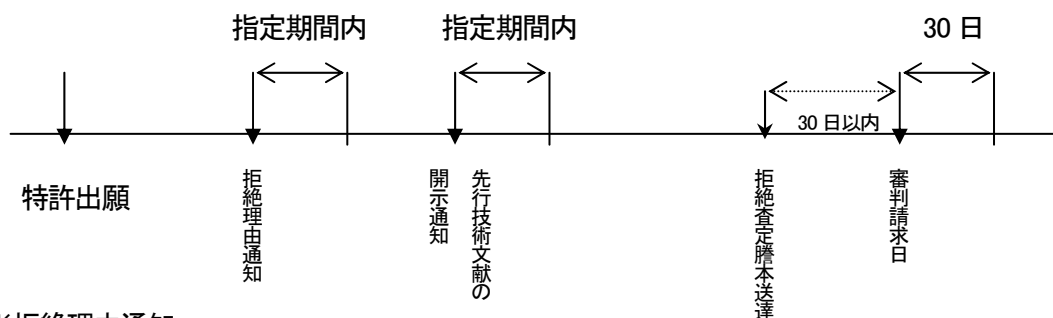 指定期間内
指定期間内
30 日
30 日以内
特許出願
拒絶理由通知
先行技術文献の
開示通知
拒絶査定謄本送達
審判請求日